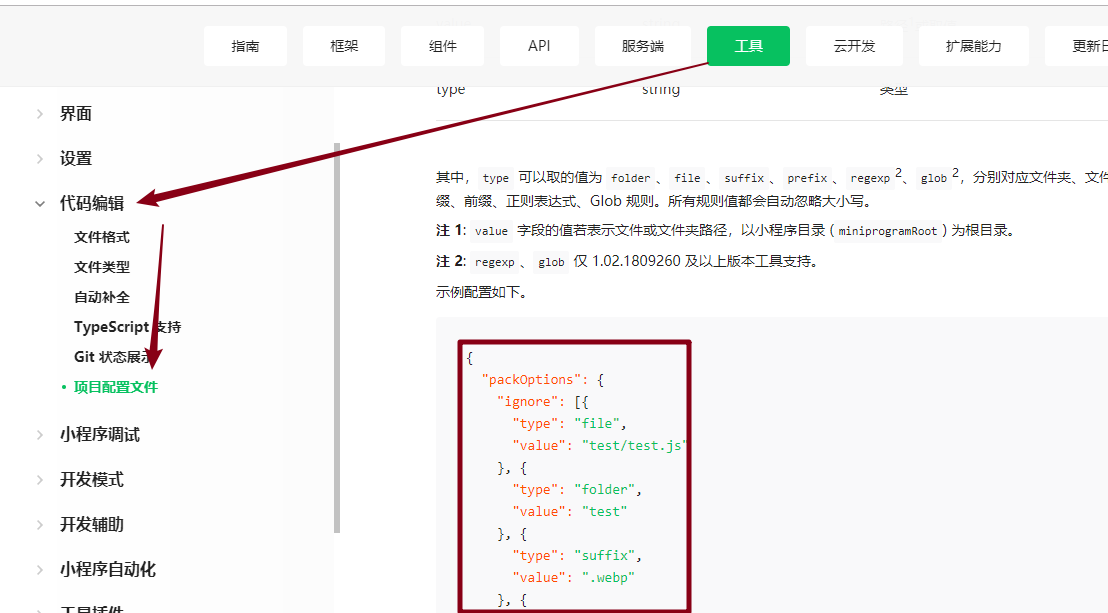 指南 框架 组件 API 服务端 工具 云开发 扩展能力 更新日
type string 类型
界面
设置
代码编辑
文件格式
文件类型
自动补全
TypeScript 支持
Git 状态展示
项目配置文件
小程序调试
开发模式
开发辅助
小程序自动化
工具插件
其中，type 可以取的值为 folder、file、suffix、prefix、regexp 2、glob 2，分别对应文件夹、文件
缀、前缀、正则表达式、Glob 规则。所有规则值都会自动忽略大小写。
注 1: value 字段的值若表示文件或文件夹路径，以小程序目录 (miniprogramRoot) 为根目录。
注 2: regexp、glob 仅 1.02.1809260 及以上版本工具支持。
示例配置如下。
{
"packOptions": {
"ignore": [{
"type": "file",
"value": "test/test.js"
}, {
"type": "folder",
"value": "test"
}, {
"type": "suffix",
"value": ".webp"
}, {